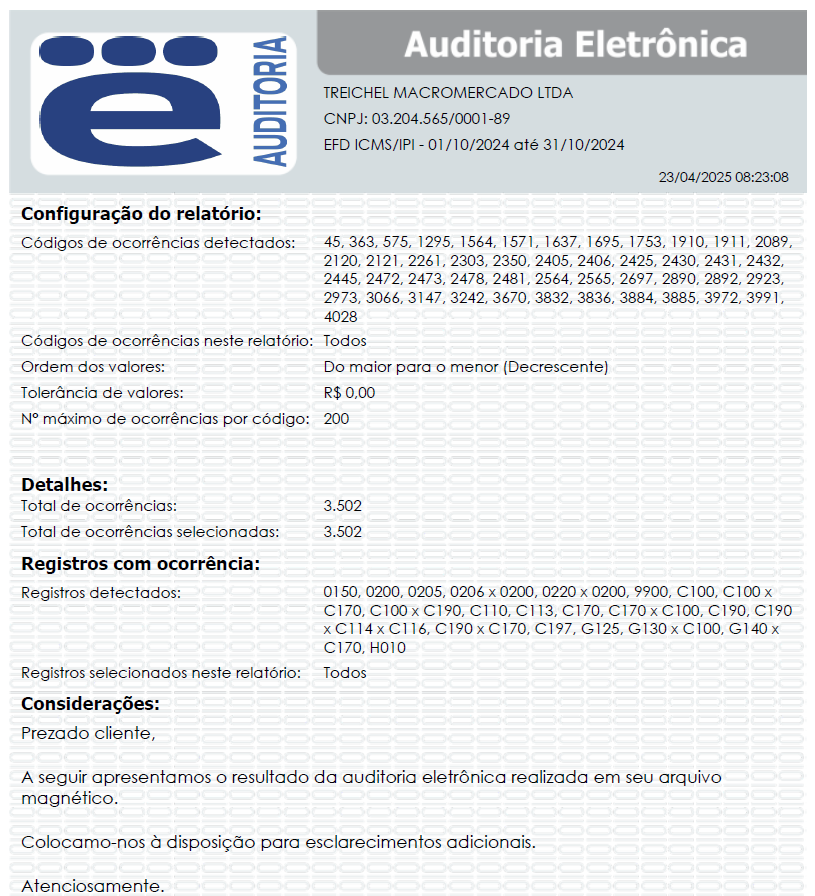 ë AUDITORIA
Auditoria Eletrônica
TREICHEL MACROMERCADO LTDA
CNPJ: 03.204.565/0001-89
EFD ICMS/IPI - 01/10/2024 até 31/10/2024
23/04/2025 08:23:08
Configuração do relatório:
Códigos de ocorrências detectados: 45, 363, 575, 1295, 1564, 1571, 1637, 1695, 1753, 1910, 1911, 2089,
2120, 2121, 2261, 2303, 2350, 2405, 2406, 2425, 2430, 2431, 2432,
2445, 2472, 2473, 2478, 2481, 2564, 2565, 2697, 2890, 2892, 2923,
2973, 3066, 3147, 3242, 3670, 3832, 3836, 3884, 3885, 3972, 3991,
4028
Códigos de ocorrências neste relatório: Todos
Ordem dos valores: Do maior para o menor (Decrescente)
Tolerância de valores: R$ 0,00
N° máximo de ocorrências por código: 200
Detalhes:
Total de ocorrências: 3.502
Total de ocorrências selecionadas: 3.502
Registros com ocorrência:
Registros detectados: 0150, 0200, 0205, 0206 x 0200, 0220 x 0200, 9900, C100, C100 x
C170, C100 x C190, C110, C113, C170, C170 x C100, C190, C190
x C114 x C116, C190 x C170, C197, G125, G130 x C100, G140 x
C170, H010
Registros selecionados neste relatório: Todos
Considerações:
Prezado cliente,
A seguir apresentamos o resultado da auditoria eletrônica realizada em seu arquivo
magnético.
Colocamo-nos à disposição para esclarecimentos adicionais.
Atenciosamente.